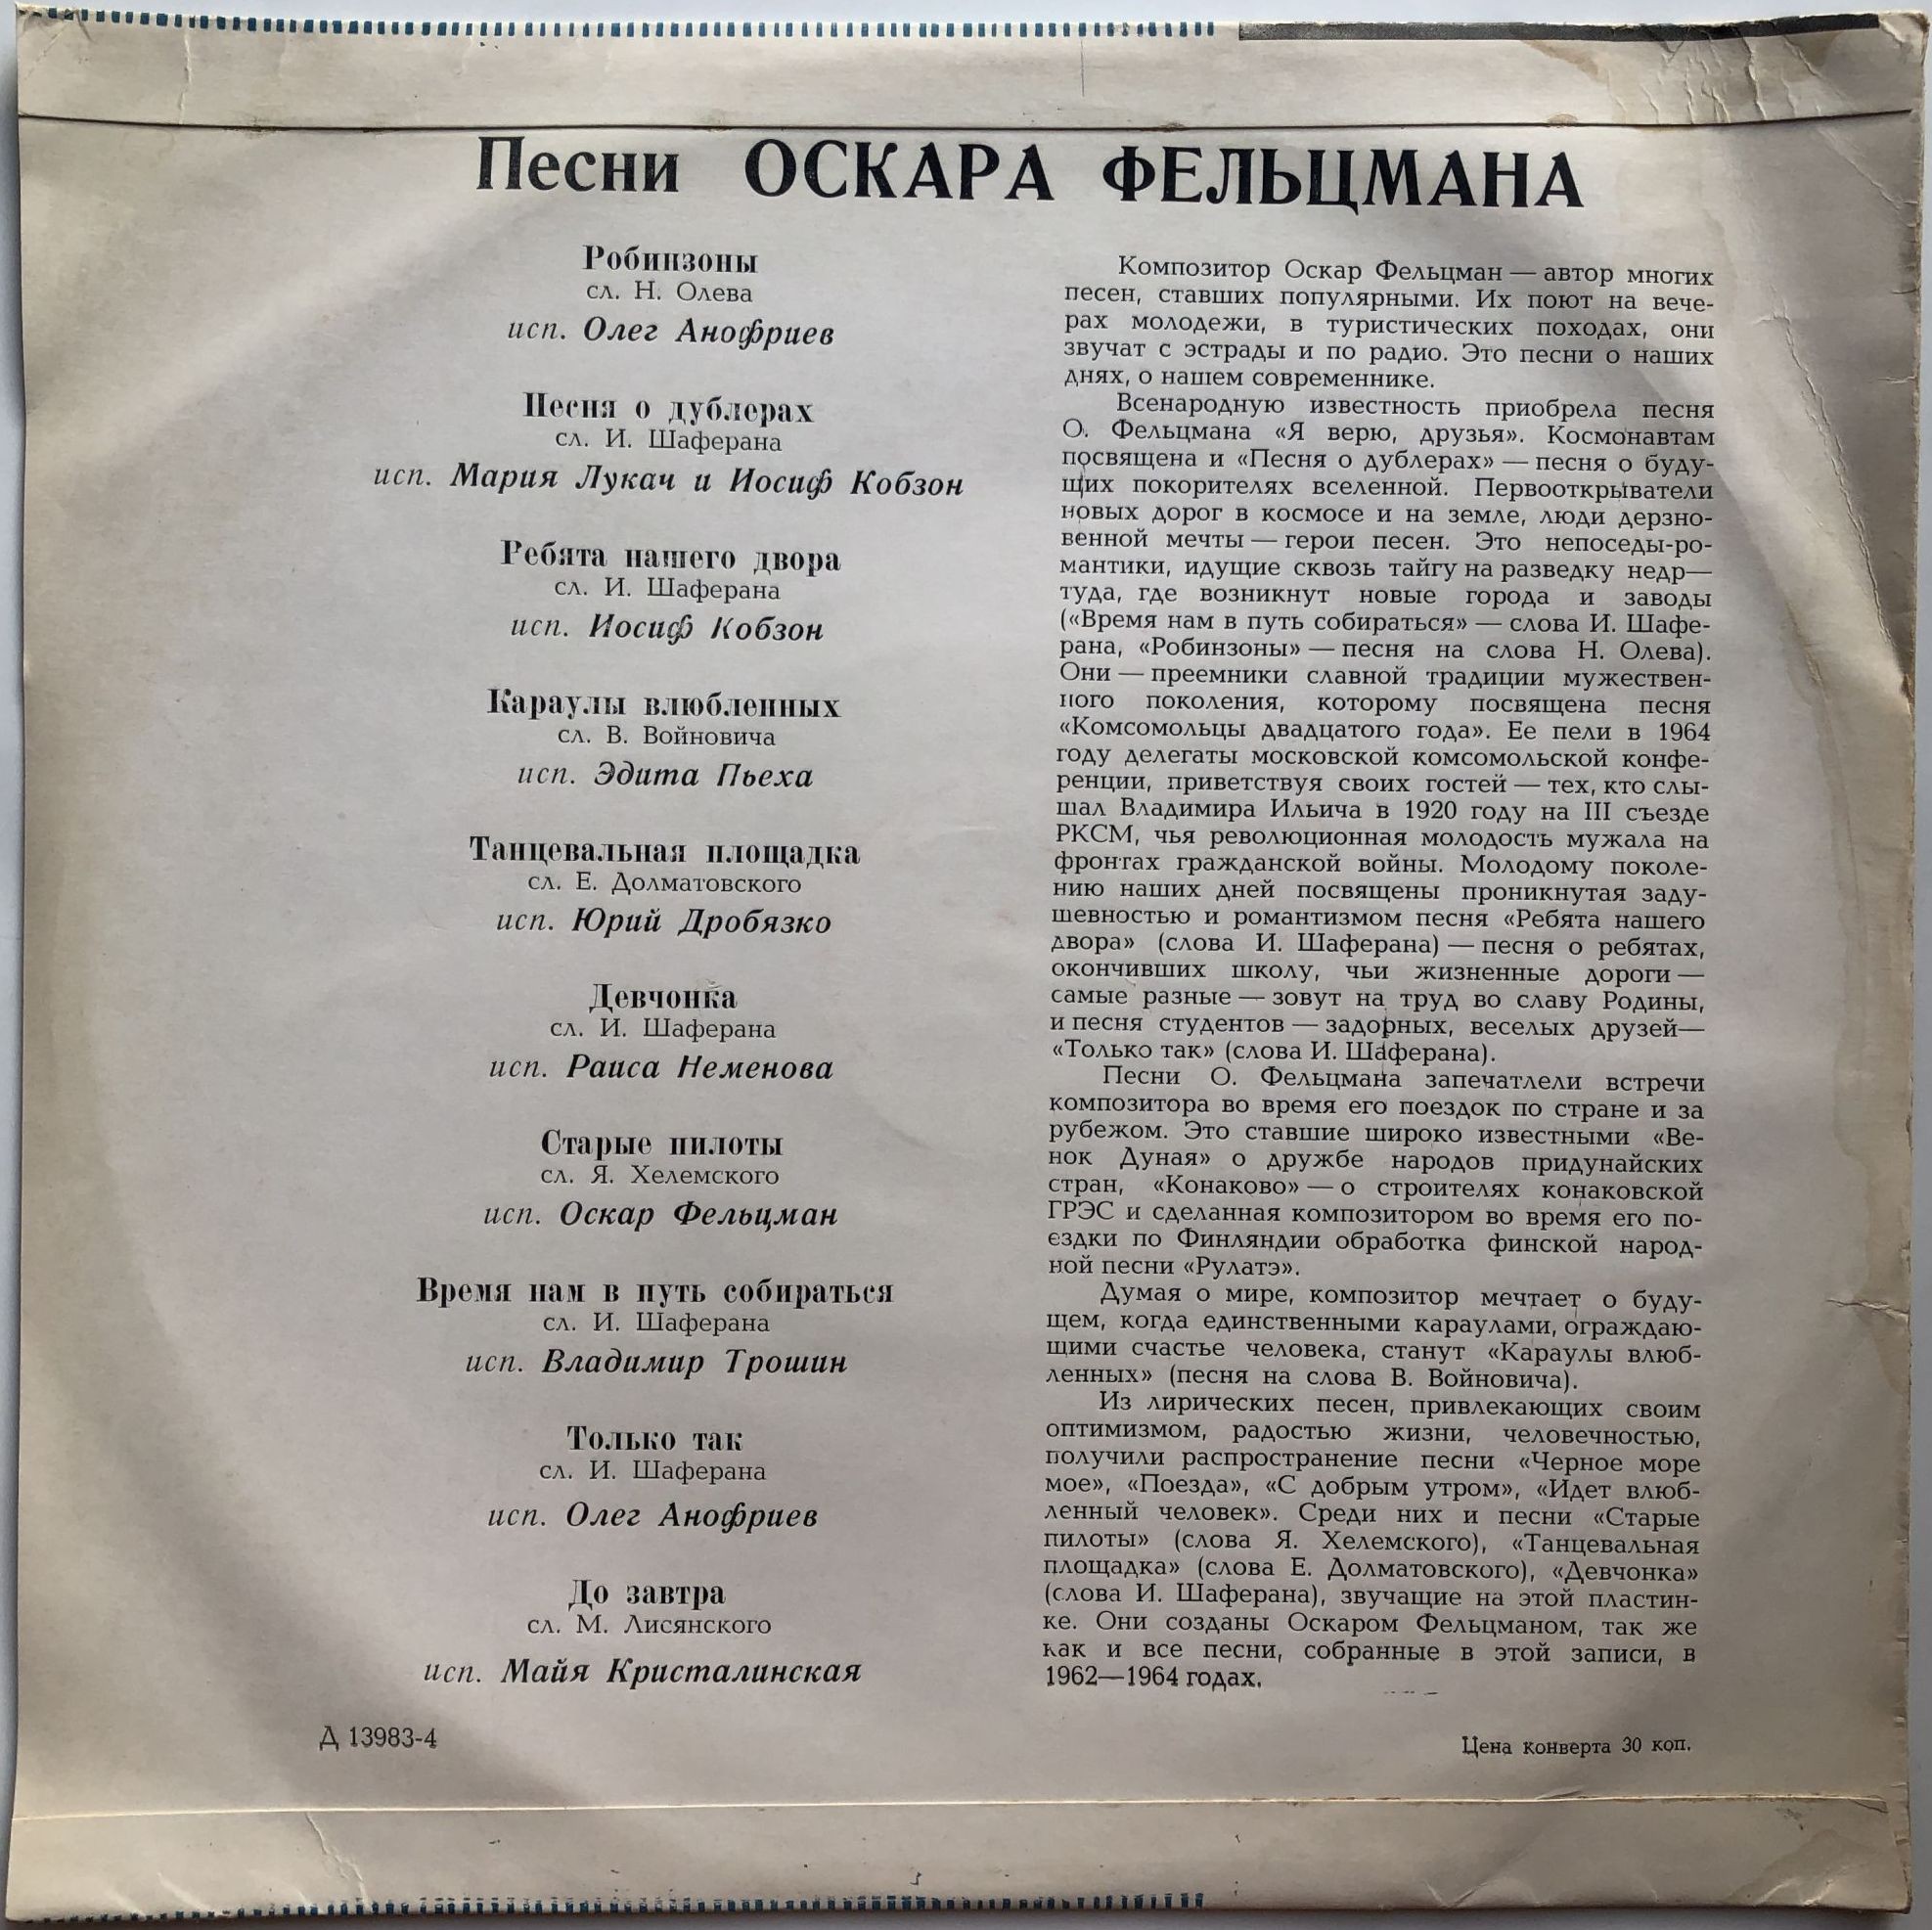 Песни ОСКАРА ФЕЛЬЦМАНА
Робинзоны
сл. Н. Олева
исп. Олег Анофриев
Песня о дублерах
сл. И. Шаферана
исп. Мария Лукач и Иосиф Кобзон
Ребята нашего двора
сл. И. Шаферана
исп. Иосиф Кобзон
Караулы влюбленных
сл. В. Войновича
исп. Эдита Пьеха
Танцевальная площадка
сл. Е. Долматовского
исп. Юрий Дробязко
Девчонка
сл. И. Шаферана
исп. Раиса Неменова
Старые пилоты
сл. Я. Хелемского
исп. Оскар Фельцман
Время нам в путь собираться
сл. И. Шаферана
исп. Владимир Трошин
Только так
сл. И. Шаферана
исп. Олег Анофриев
До завтра
сл. М. Лисянского
исп. Майя Кристалинская
Композитор Оскар Фельцман — автор многих
песен, ставших популярными. Их поют на вече-
рах молодежи, в туристических походах, они
звучат с эстрады и по радио. Это песни о наших
днях, о нашем современнике.
Всенародную известность приобрела песня
О. Фельцмана «Я верю, друзья». Космонавтам
посвящена и «Песня о дублерах» — песня о буду-
щих покорителях вселенной. Первооткрыватели
новых дорог в космосе и на земле, люди дерзно-
венной мечты — герои песен. Это непоседы-ро-
мантики, идущие сквозь тайгу на разведку недр—
туда, где возникнут новые города и заводы
(«Время нам в путь собираться» — слова И. Шафе-
рана, «Робинзоны» — песня на слова Н. Олева).
Они — преемники славной традиции мужествен-
ного поколения, которому посвящена песня
«Комсомольцы двадцатого года». Ее пели в 1964
году делегаты московской комсомольской конфе-
ренции, приветствуя своих гостей — тех, кто слы-
шал Владимира Ильича в 1920 году на III съезде
РКСМ, чья революционная молодость мужала на
фронтах гражданской войны. Молодому поколе-
нию наших дней посвящены проникнутая заду-
шевностью и романтизмом песня «Ребята нашего
двора» (слова И. Шаферана) — песня о ребятах,
окончивших школу, чьи жизненные дороги —
самые разные — зовут на труд во славу Родины,
и песня студентов — задорных, веселых друзей—
«Только так» (слова И. Шаферана).
Песни О. Фельцмана запечатлели встречи
композитора во время его поездок по стране и за
рубежом. Это ставшие широко известными «Ве-
нок Дуная» о дружбе народов придунайских
стран, «Конаково» — о строителях конаковской
ГРЭС и сделанная композитором во время его по-
ездки по Финляндии обработка финской народ-
ной песни «Рулатэ».
Думая о мире, композитор мечтает о буду-
щем, когда единственными караулами, ограждаю-
щими счастье человека, станут «Караулы влюб-
ленных» (песня на слова В. Войновича).
Из лирических песен, привлекающих своим
оптимизмом, радостью жизни, человечностью,
получили распространение песни «Черное море
мое», «Поезда», «С добрым утром», «Идет влюб-
ленный человек». Среди них и песни «Старые
пилоты» (слова Я. Хелемского), «Танцевальная
площадка» (слова Е. Долматовского), «Девчонка»
(слова И. Шаферана), звучащие на этой пластин-
ке. Они созданы Оскаром Фельцманом, так же
как и все песни, собранные в этой записи, в
1962—1964 годах.
Д 13983-4
Цена конверта 30 коп.